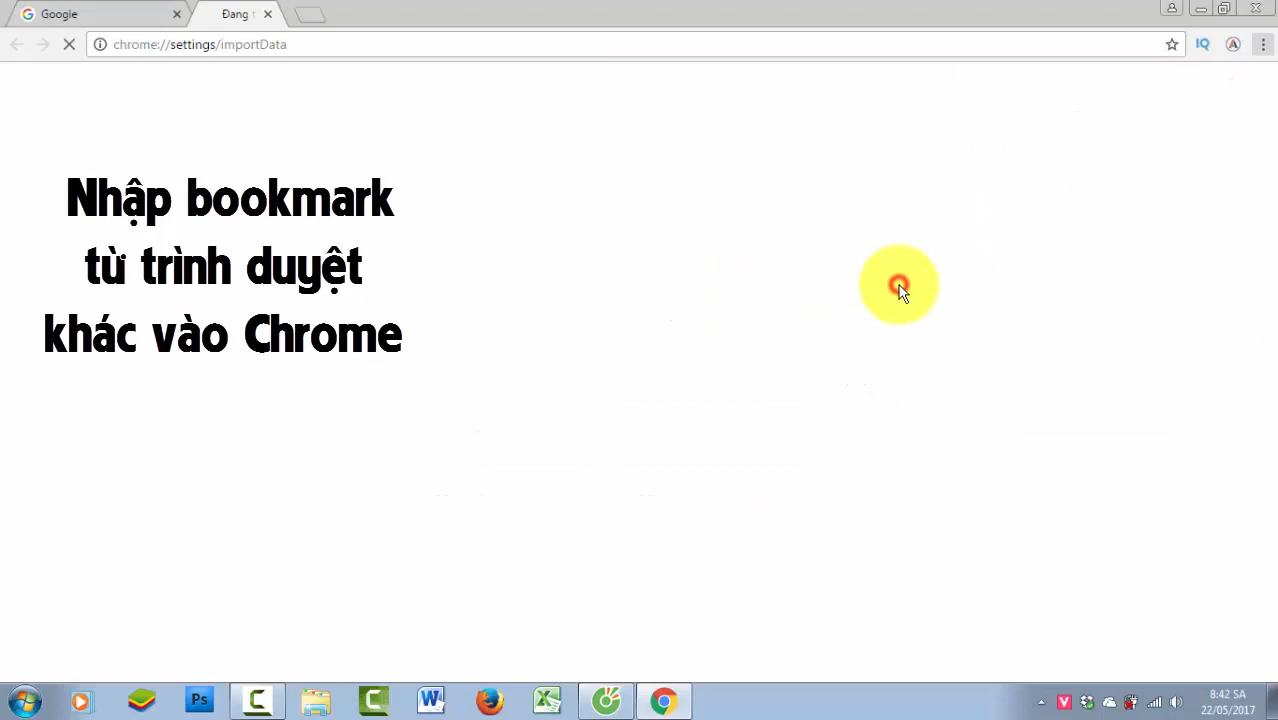 Google
Đang t
chrome://settings/importData
Nhập bookmark
từ trình duyệt
khác vào Chrome
Ps
8:42 SA
22/05/2017